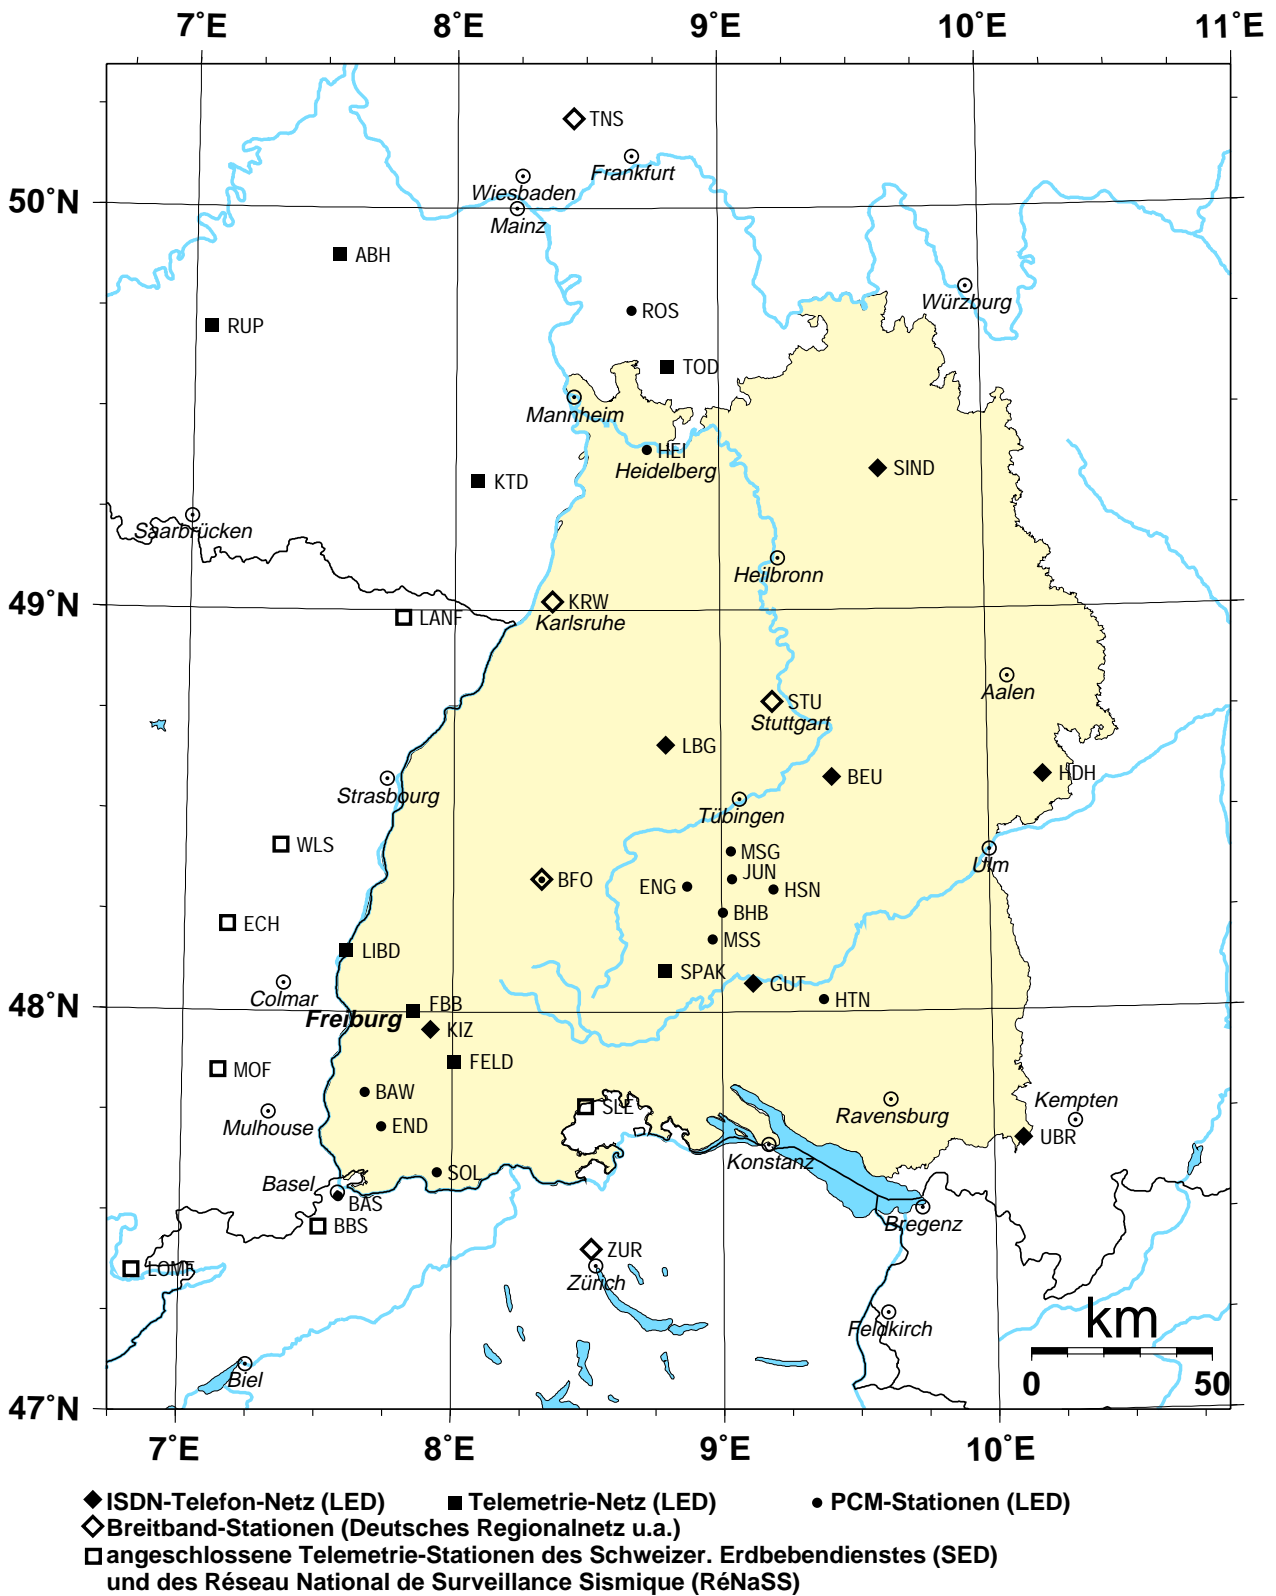 7°E 8°E 9°E 10°E 11°E
TNS
Frankfurt
Wiesbaden
50°N
Mainz
ABH
Würzburg
ROS
RUP
TOD
Mannheim
HEI
Heidelberg
SIND
KTD
Saarbrücken
Heilbronn
49°N
KRW
LANF
Karlsruhe
Aalen
STU
Stuttgart
LBG
HDH
BEU
Strasbourg
Tübingen
WLS
MSG
Ulm
JUN
BFO
ENG
HSN
BHB
ECH
MSS
LIBD
SPAK
GUT
Colmar
HTN
48°N
FBB
Freiburg
KIZ
FELD
MOF
BAW
Kempten
SLE
Ravensburg
Mulhouse
END
UBR
Konstanz
SOL
Basel
BAS
BBS
Bregenz
ZUR
LOMF
Zürich
km
Feldkirch
Biel
0 50
47°N
7°E 8°E 9°E 10°E
ISDN-Telefon-Netz (LED) Telemetrie-Netz (LED) PCM-Stationen (LED)
Breitband-Stationen (Deutsches Regionalnetz u.a.)
angeschlossene Telemetrie-Stationen des Schweizer. Erdbebendienstes (SED)
und des Réseau National de Surveillance Sismique (RéNaSS)